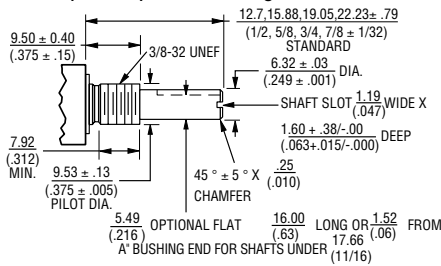 12.7,15.88,19.05,22.23± .79
(1/2, 5/8, 3/4, 7/8 ± 1/32)
STANDARD
9.50 ± 0.40
(.375 ± .15)
3/8-32 UNEF
6.32 ± .03
(.249 ± .001) DIA.
SHAFT SLOT 1.19 WIDE X
(.047)
1.60 + .38/-.00 DEEP
(.063+.015/-.000)
7.92
(.312)
MIN.
9.53 ± .13
(.375 ± .005)
PILOT DIA.
45 ° ± 5 ° X .25
(.010)
CHAMFER
5.49 OPTIONAL FLAT 16.00 LONG OR 1.52 FROM
(.216) (.63) (.06)
A" BUSHING END FOR SHAFTS UNDER 17.66
(11/16)